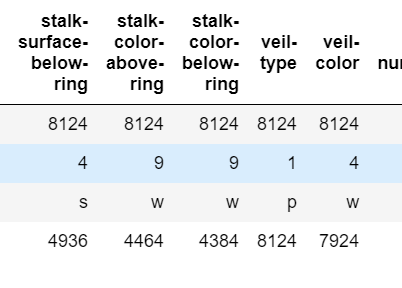 stalk- stalk- stalk-
surface- color- color- veil- veil-
below- above- below- type color nu
ring ring ring
8124 8124 8124 8124 8124
4 9 9 1 4
s w w p w
4936 4464 4384 8124 7924